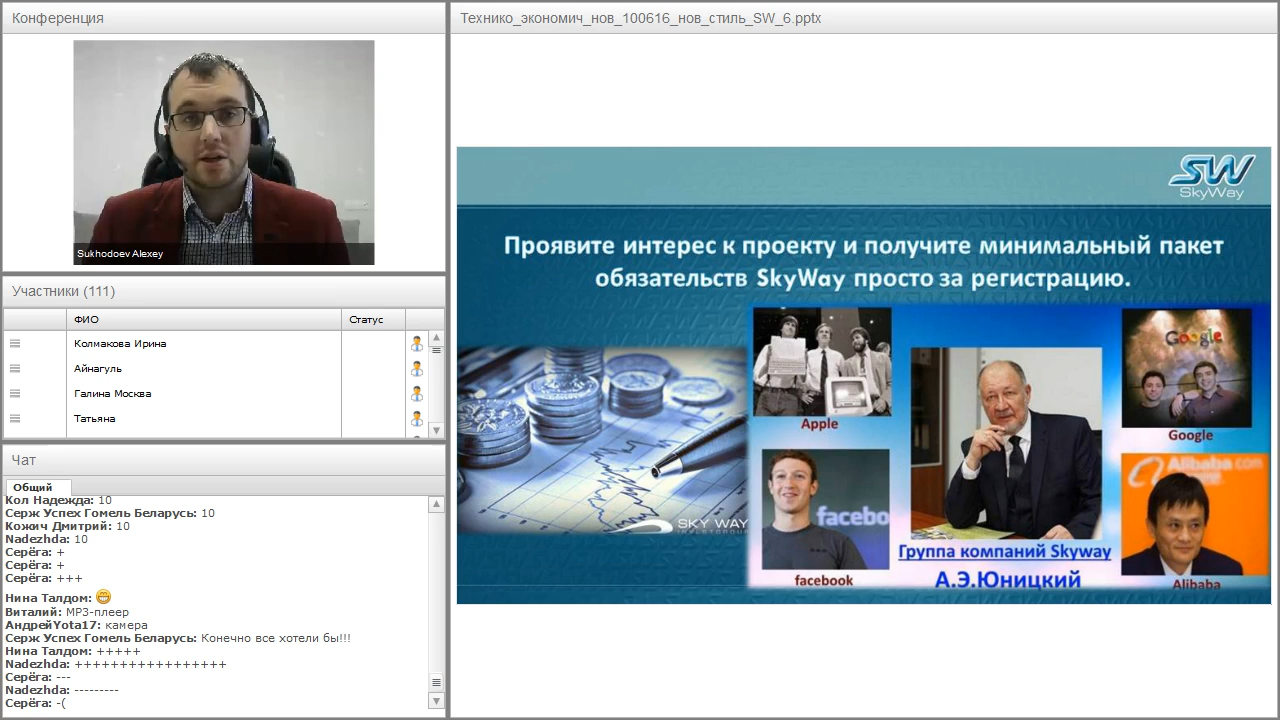 Конференция
Sukhodoev Alexey
Участники (111)
ФИО
Статус
Колмакова Ирина
Айнагуль
Галина Москва
Татьяна
Чат
Общий
Кол Надежда: 10
Серж Успех Гомель Беларусь: 10
Кожич Дмитрий: 10
Nadezhda: 10
Серёга: +
Серёга: +
Серёга: +++
Нина Талдом:
Виталий: МР3-плеер
АндрейYota17: камера
Серж Успех Гомель Беларусь: Конечно все хотели бы!!!
Нина Талдом: +++++
Nadezhda: +++++++++++++++++
Серёга: ---
Nadezhda: ---------
Серёга: -(
Технико_экономич_нов_100616_нов_стиль_SW_6.pptx
SW
SkyWay
Проявите интерес к проекту и получите минимальный пакет
обязательств SkyWay просто за регистрацию.
SKY WAY
Apple
facebo
facebook
Группа компаний Skyway
А.Э.Юницкий
Google
Google
Alibaba.com
Alibaba